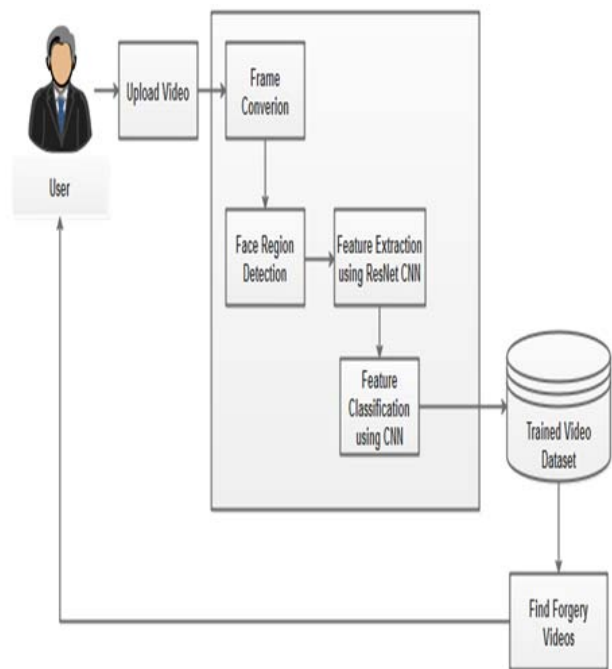 User
Upload Video
Frame
Converion
Face Region
Detection
Feature Extraction
using ResNet CNN
Feature
Classification
using CNN
Trained Video
Dataset
Find Forgery
Videos